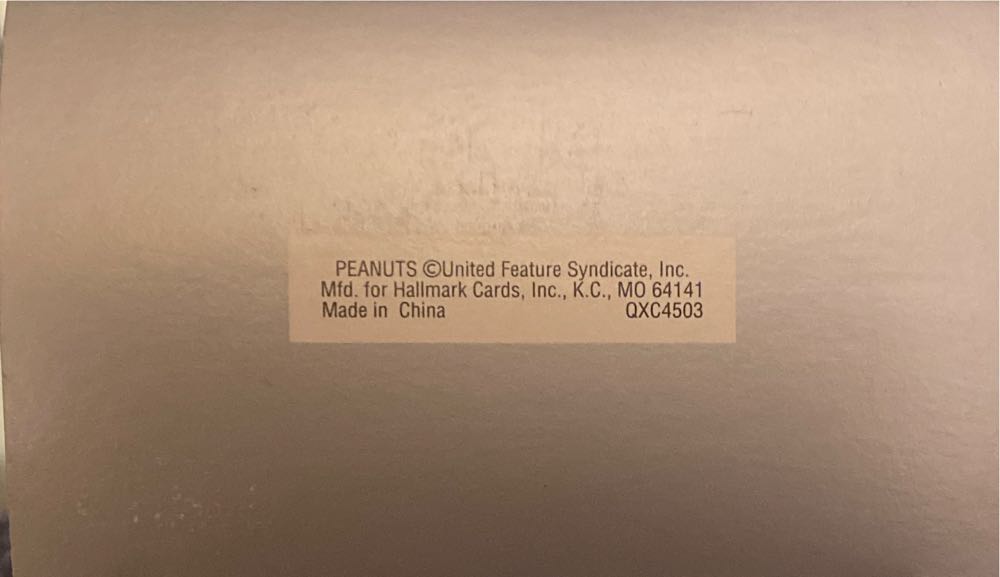 PEANUTS ©United Feature Syndicate, Inc.
Mfd. for Hallmark Cards, Inc., K.C., MO 64141
Made in China QXC4503